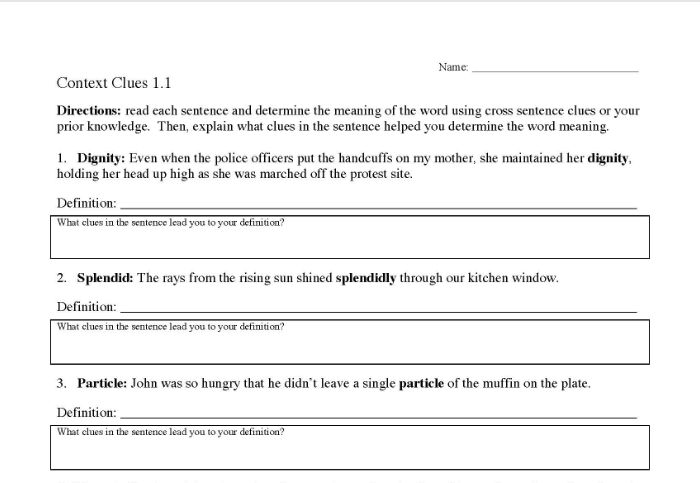 Name: ____________________________
Context Clues 1.1
Directions: read each sentence and determine the meaning of the word using cross sentence clues or your
prior knowledge. Then, explain what clues in the sentence helped you determine the word meaning.
1. Dignity: Even when the police officers put the handcuffs on my mother, she maintained her dignity,
holding her head up high as she was marched off the protest site.
Definition: ____________________________
What clues in the sentence lead you to your definition?
2. Splendid: The rays from the rising sun shined splendidly through our kitchen window.
Definition: ____________________________
What clues in the sentence lead you to your definition?
3. Particle: John was so hungry that he didn't leave a single particle of the muffin on the plate.
Definition: ____________________________
What clues in the sentence lead you to your definition?